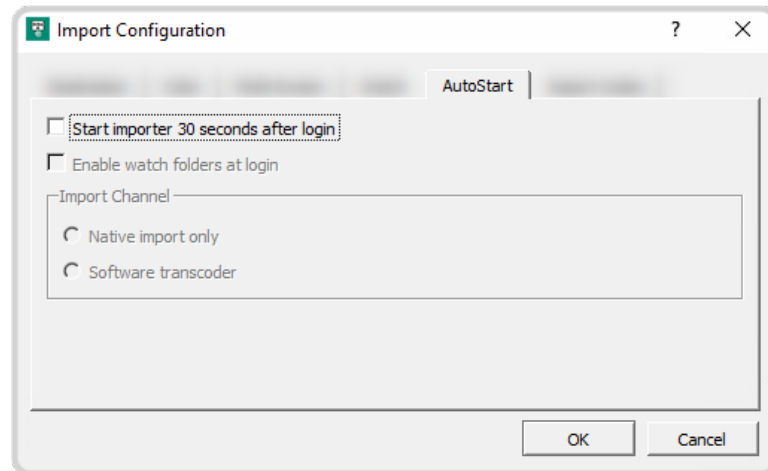 Import Configuration
?
AutoStart
Start importer 30 seconds after login
Enable watch folders at login
Import Channel
Native import only
Software transcoder
OK
Cancel